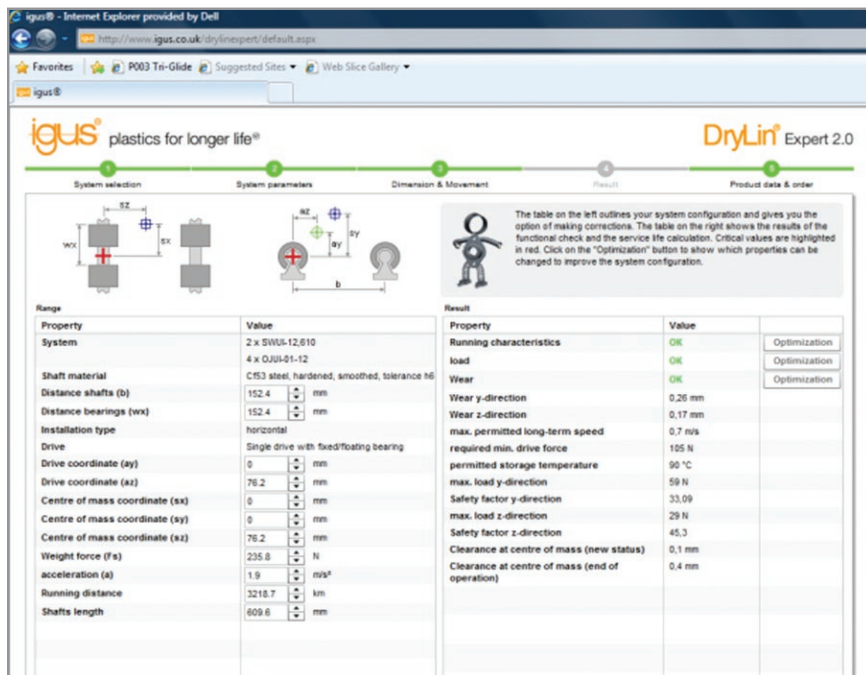 igus® - Internet Explorer provided by Dell
http://www.igus.co.uk/drylinexpert/default.aspx
Favorites P003 Tri-Glide Suggested Sites Web Slice Gallery
igus®
igus® plastics for longer life®
DryLin® Expert 2.0
1 2 3 4 5
System selection System parameters Dimension & Movement Result Product data & order
sz
wx
sx
az
sy
ay
b
The table on the left outlines your system configuration and gives you the
option of making corrections. The table on the right shows the results of the
functional check and the service life calculation. Critical values are highlighted
in red. Click on the "Optimization" button to show which properties can be
changed to improve the system configuration.
Range
Property Value
System 2 x SWUI-12,610
4 x OJUI-01-12
Shaft material Cf53 steel, hardened, smoothed, tolerance h6
Distance shafts (b) 152.4 mm
Distance bearings (wx) 152.4 mm
Installation type horizontal
Drive Single drive with fixed/floating bearing
Drive coordinate (ay) 0 mm
Drive coordinate (az) 76.2 mm
Centre of mass coordinate (sx) 0 mm
Centre of mass coordinate (sy) 0 mm
Centre of mass coordinate (sz) 76.2 mm
Weight force (Fs) 235.8 N
acceleration (a) 1.9 m/s²
Running distance 3218.7 km
Shafts length 609.6 mm
Result
Property Value
Running characteristics OK Optimization
load OK Optimization
Wear OK Optimization
Wear y-direction 0,26 mm
Wear z-direction 0,17 mm
max. permitted long-term speed 0,7 m/s
required min. drive force 105 N
permitted storage temperature 90 °C
max. load y-direction 59 N
Safety factor y-direction 33,09
max. load z-direction 29 N
Safety factor z-direction 45,3
Clearance at centre of mass (new status) 0,1 mm
Clearance at centre of mass (end of 0,4 mm
operation)